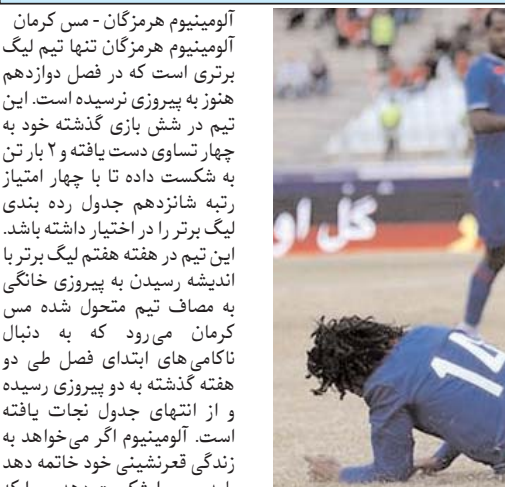 آلومینیوم هرمزگان - مس کرمان
آلومینیوم هرمزگان تنها تیم لیگ
برتری است که در فصل دوازدهم
هنوز به پیروزی نرسیده است. این
تیم در شش بازی گذشته خود به
چهار تساوی دست یافته و ۲ بار تن
به شکست داده تا با چهار امتیاز
رتبه شانزدهم جدول رده بندی
لیگ برتر را در اختیار داشته باشد.
این تیم در هفته هفتم لیگ برتر با
اندیشه رسیدن به پیروزی خانگی
به مصاف تیم متحول شده مس
کرمان می‌رود که به دنبال
ناکامی‌های ابتدای فصل طی دو
هفته گذشته به دو پیروزی رسیده
و از انتهای جدول نجات یافته
است. آلومینیوم اگر می‌خواهد به
زندگی قعرنشینی خود خاتمه دهد
گل او
14